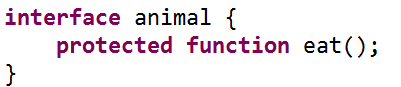 interface animal {
    protected function eat();
}